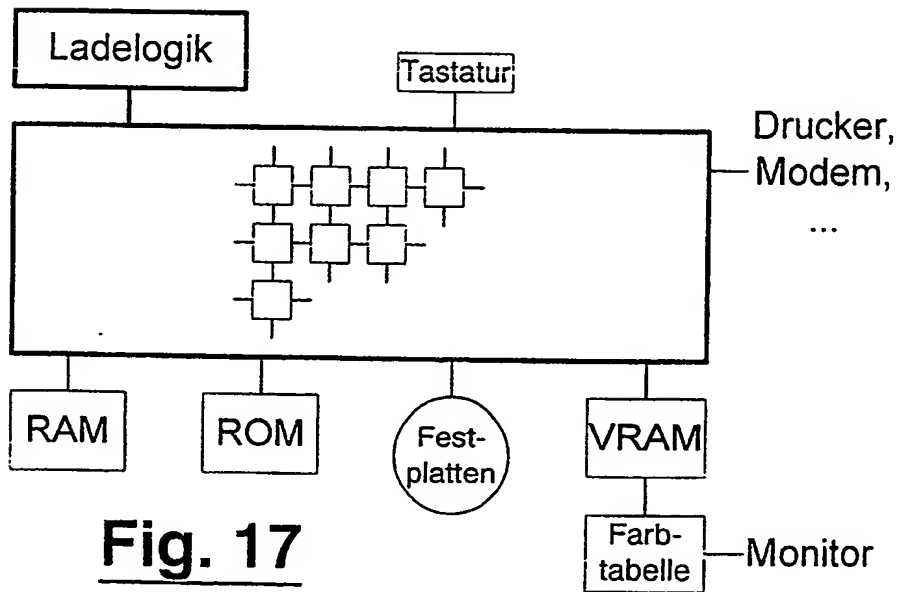 Ladelogik
Tastatur
Drucker,
Modem,
...
RAM
ROM
Fest-
platten
VRAM
Farb-
tabelle
Monitor
Fig. 17